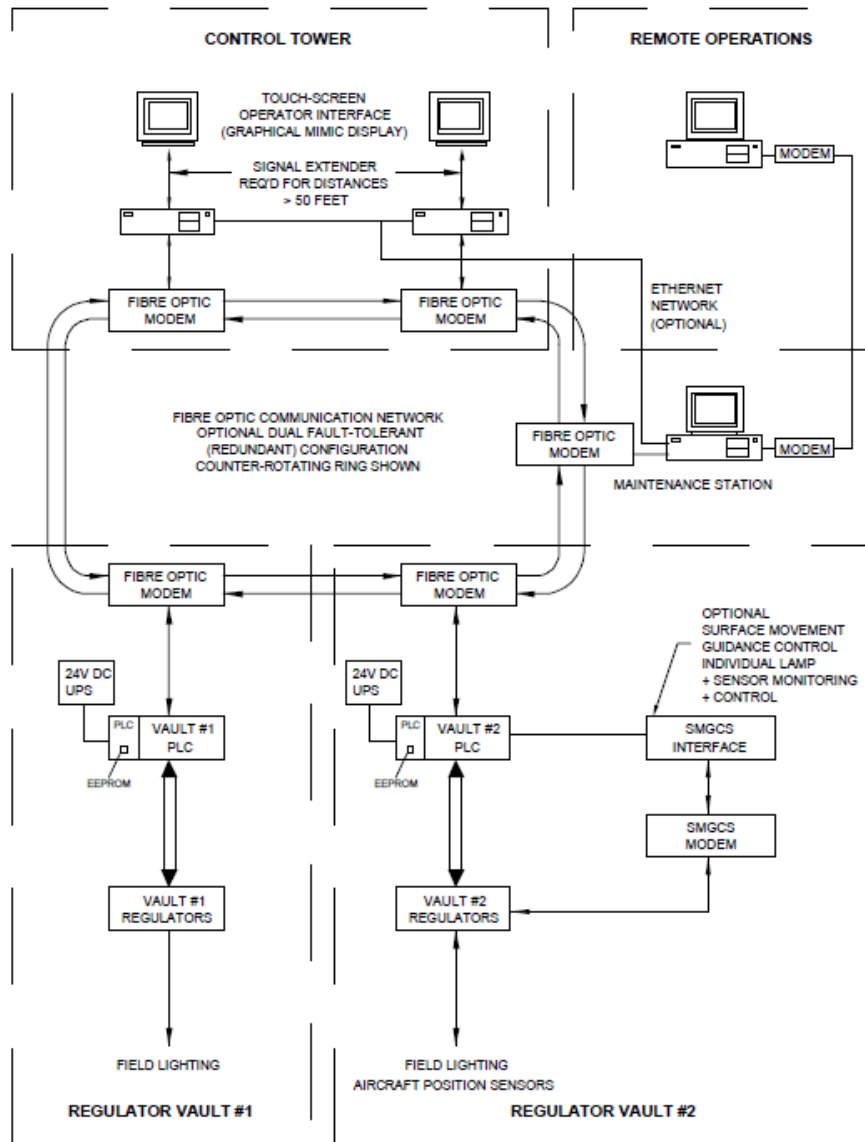 CONTROL TOWER
REMOTE OPERATIONS
TOUCH-SCREEN
OPERATOR INTERFACE
(GRAPHICAL MIMIC DISPLAY)
MODEM
SIGNAL EXTENDER
REQ'D FOR DISTANCES
> 50 FEET
ETHERNET
NETWORK
(OPTIONAL)
FIBRE OPTIC
MODEM
FIBRE OPTIC
MODEM
FIBRE OPTIC COMMUNICATION NETWORK
OPTIONAL DUAL FAULT-TOLERANT
(REDUNDANT) CONFIGURATION
COUNTER-ROTATING RING SHOWN
FIBRE OPTIC
MODEM
MODEM
MAINTENANCE STATION
FIBRE OPTIC
MODEM
FIBRE OPTIC
MODEM
OPTIONAL
SURFACE MOVEMENT
GUIDANCE CONTROL
INDIVIDUAL LAMP
+ SENSOR MONITORING
+ CONTROL
24V DC
UPS
PLC
VAULT #1
PLC
EEPROM
24V DC
UPS
PLC
VAULT #2
PLC
EEPROM
SMGCS
INTERFACE
SMGCS
MODEM
VAULT #1
REGULATORS
VAULT #2
REGULATORS
FIELD LIGHTING
FIELD LIGHTING
AIRCRAFT POSITION SENSORS
REGULATOR VAULT #1
REGULATOR VAULT #2